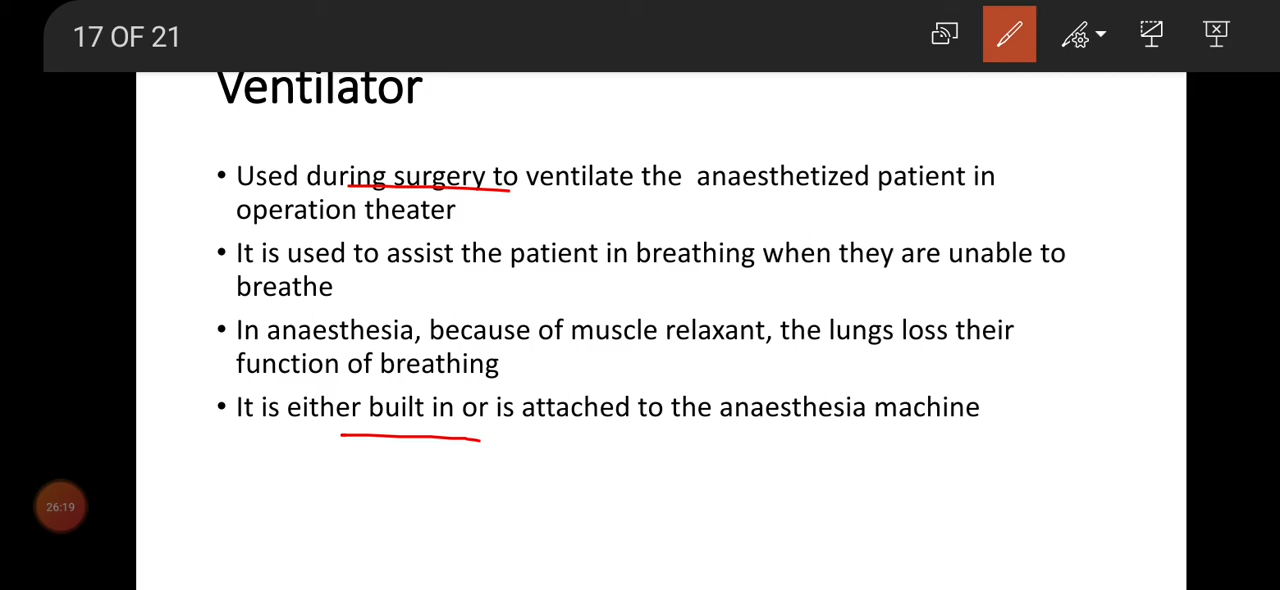 17 OF 21
Ventilator
• Used during surgery to ventilate the anaesthetized patient in
operation theater
• It is used to assist the patient in breathing when they are unable to
breathe
• In anaesthesia, because of muscle relaxant, the lungs loss their
function of breathing
• It is either built in or is attached to the anaesthesia machine
26:19